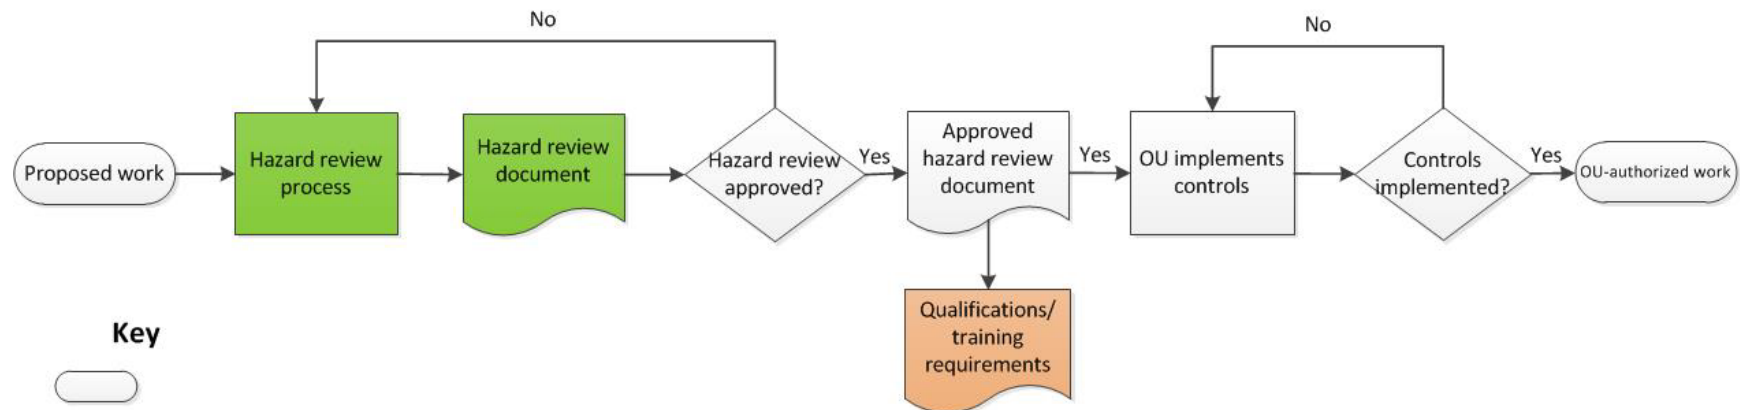 No
No
Proposed work
Hazard review
process
Hazard review
document
Hazard review
approved?
Yes
Approved
hazard review
document
Yes
OU implements
controls
Controls
implemented?
Yes
OU-authorized work
Qualifications/
training
requirements
Key